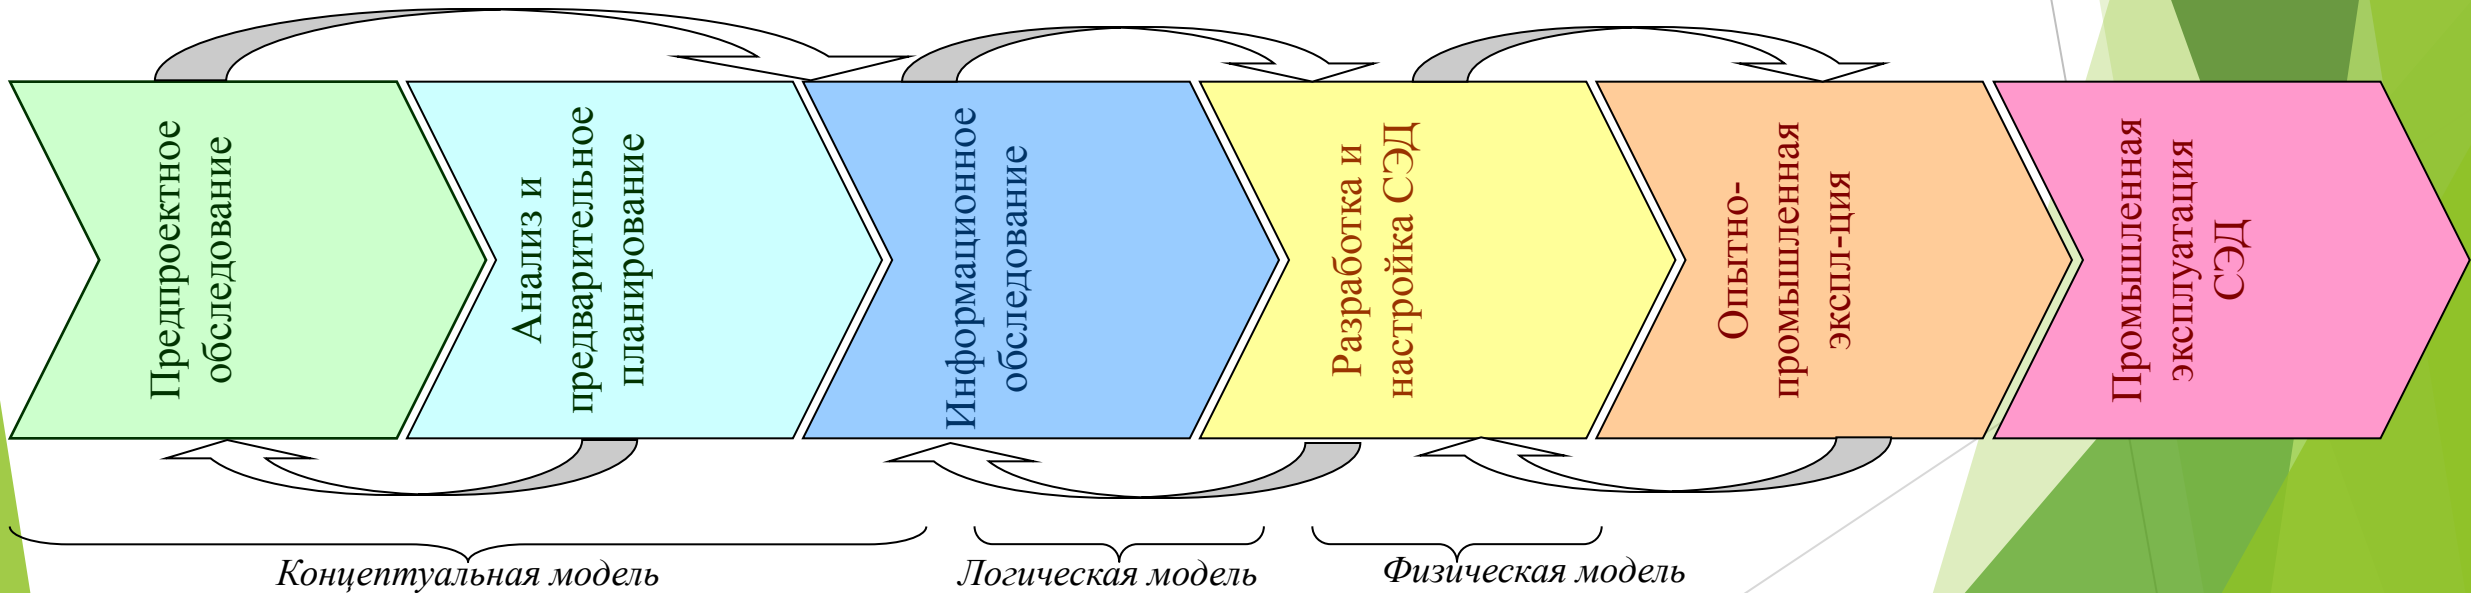 Предпроектное
обследование
Анализ и
предварительное
планирование
Информационное
обследование
Разработка и
настройка СЭД
Опытно-
промышленная
экспл-ция
Промышленная
эксплуатация
СЭД
Концептуальная модель
Логическая модель
Физическая модель